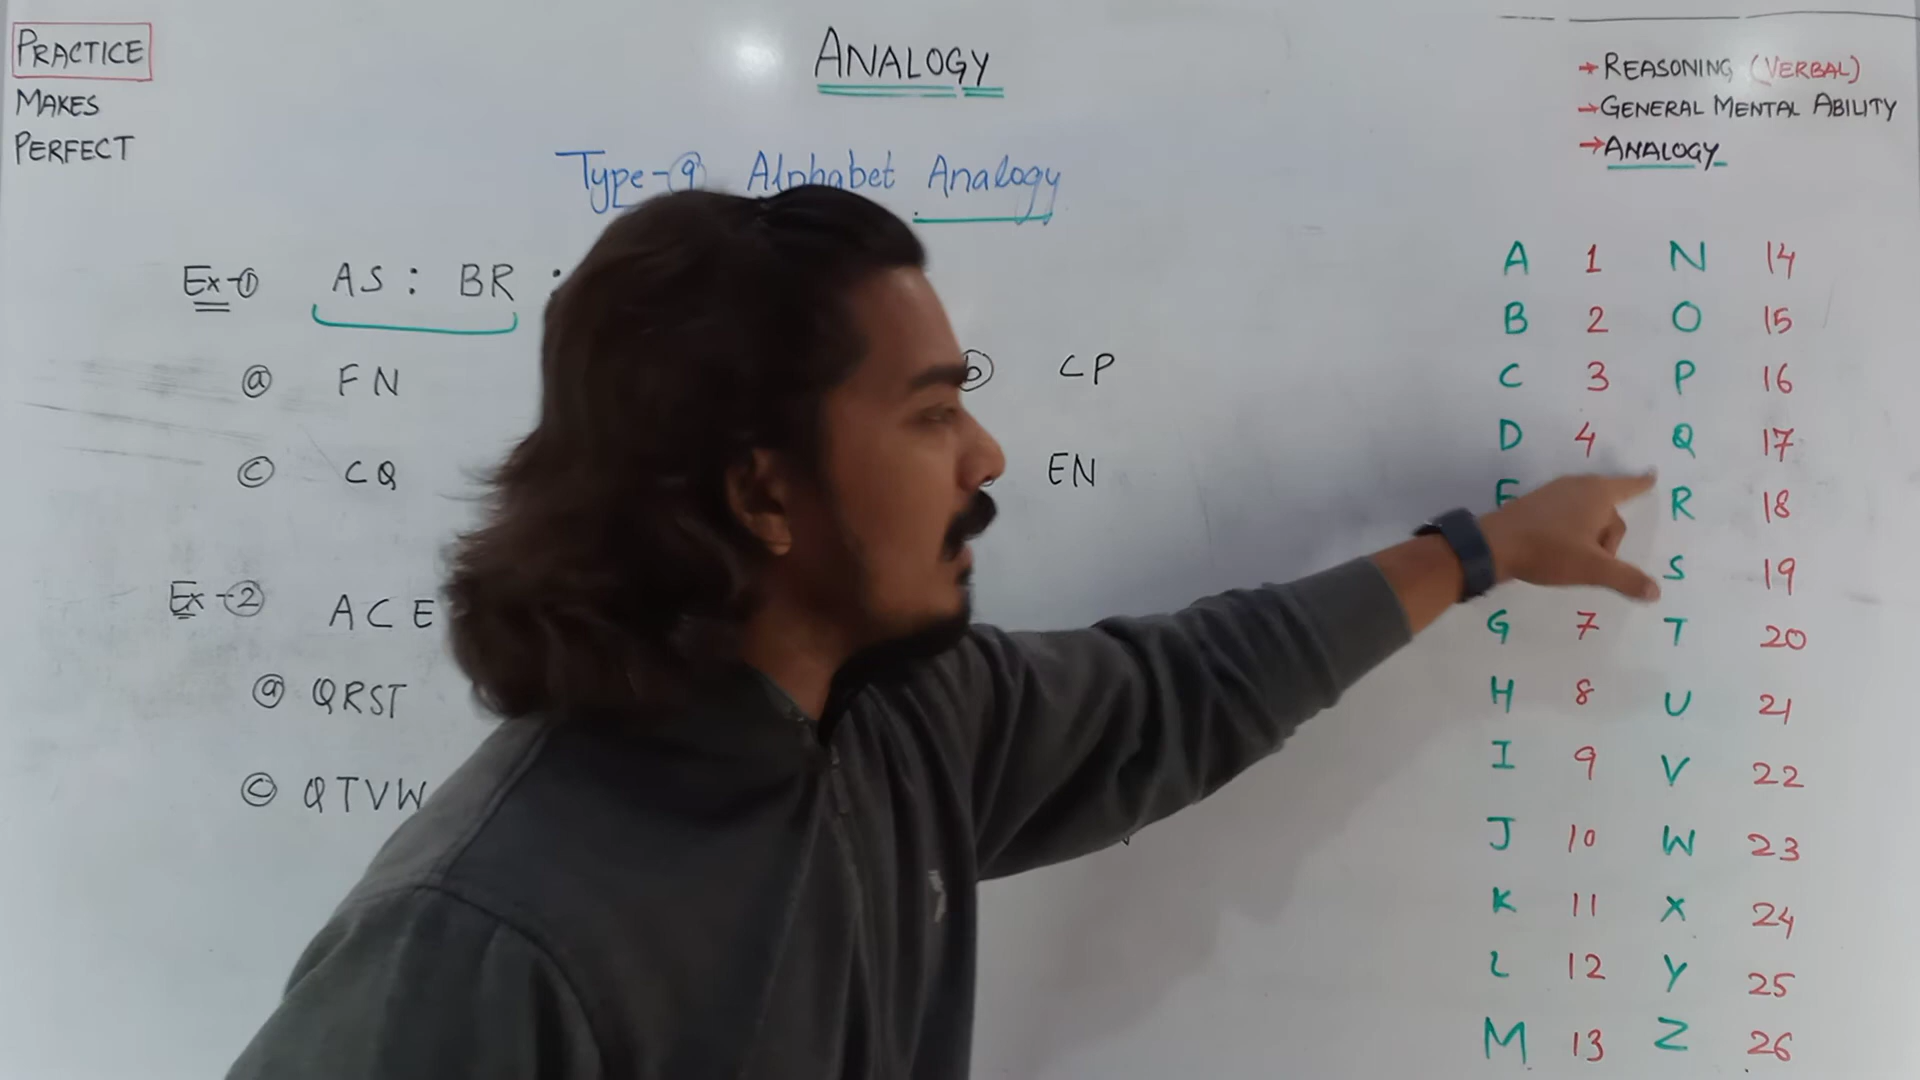 PRACTICE
MAKES
PERFECT
ANALOGY
→ REASONING (VERBAL)
→ GENERAL MENTAL ABILITY
→ ANALOGY
Type-9 Alphabet Analogy
Ex-1 AS : BR :
a FN
b CP
c CQ
EN
Ex-2 ACE
a QRST
c QTVW
A 1 N 14
B 2 O 15
C 3 P 16
D 4 Q 17
E R 18
S 19
G 7 T 20
H 8 U 21
I 9 V 22
J 10 W 23
K 11 X 24
L 12 Y 25
M 13 Z 26